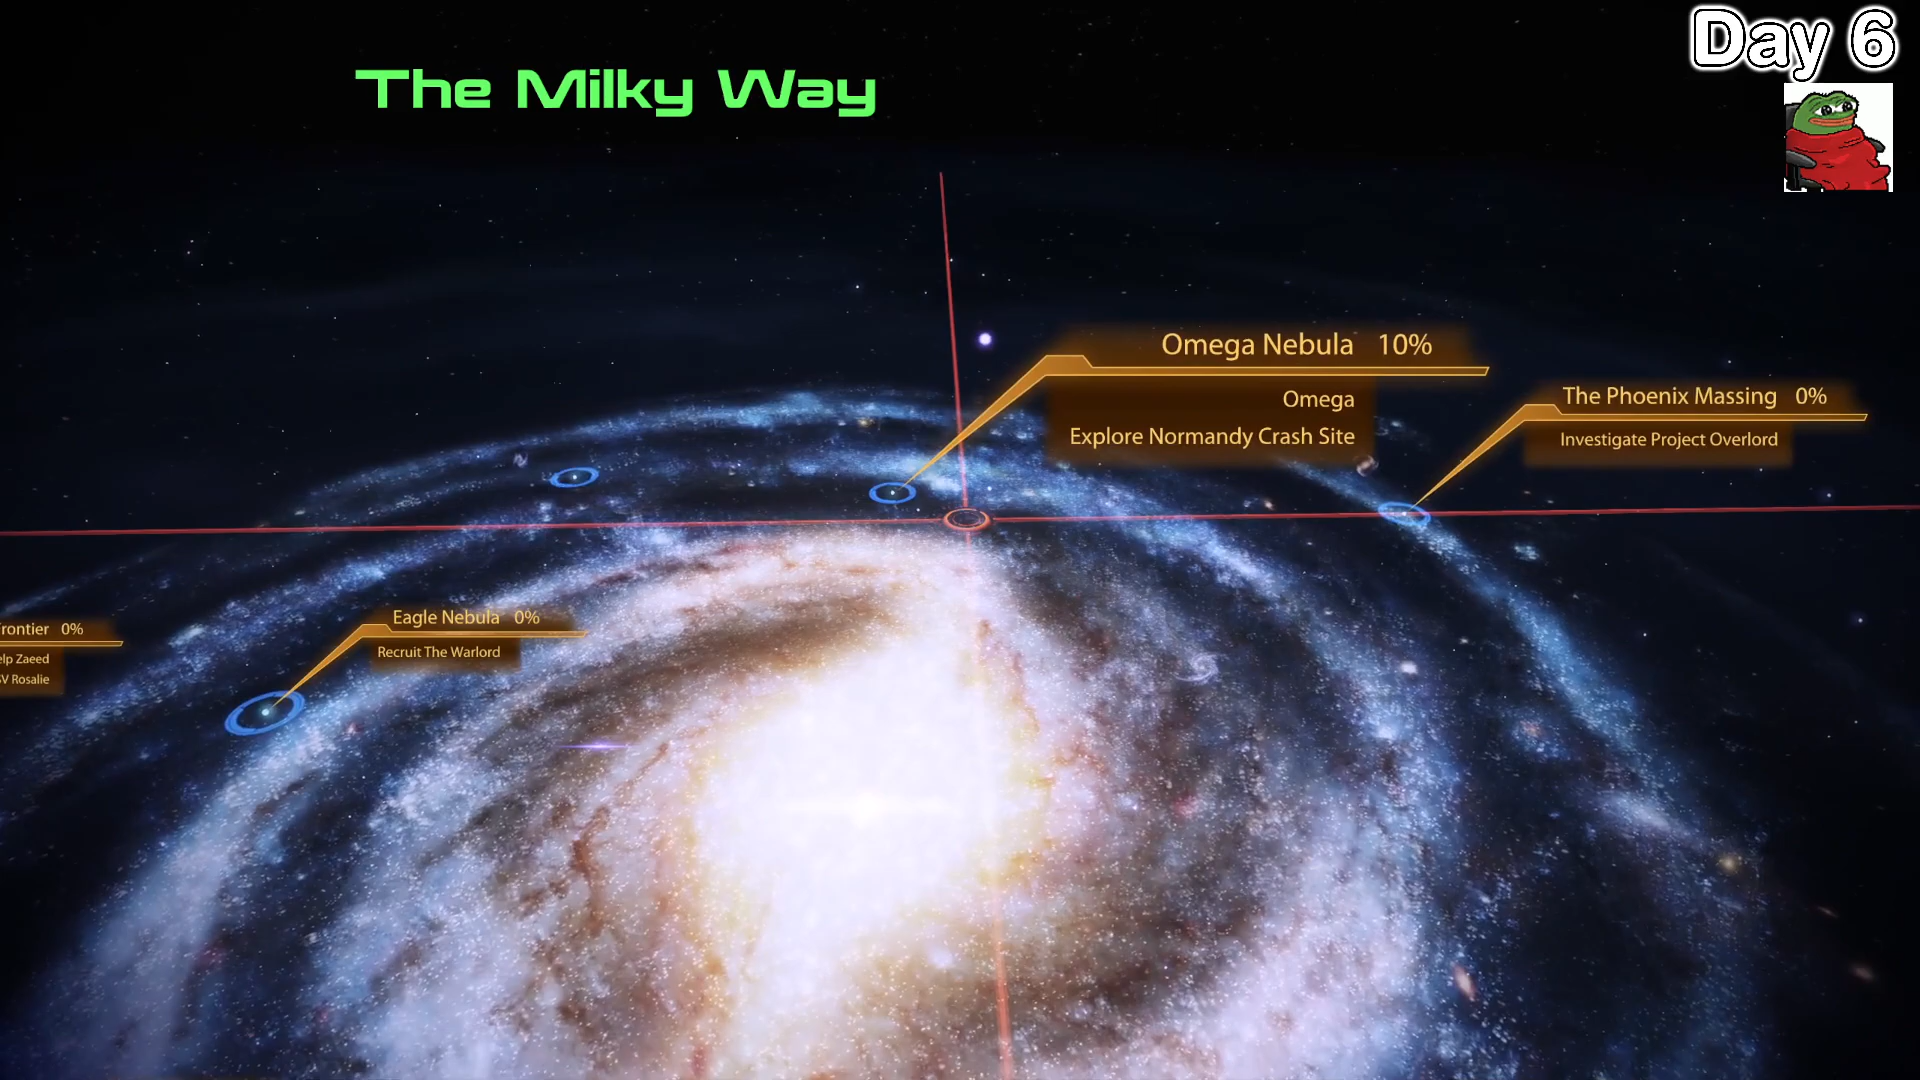 Day 6
The Milky Way
Omega Nebula 10%
Omega
Explore Normandy Crash Site
The Phoenix Massing 0%
Investigate Project Overlord
Eagle Nebula 0%
Recruit The Warlord
rontier 0%
elp Zaeed
SV Rosalie